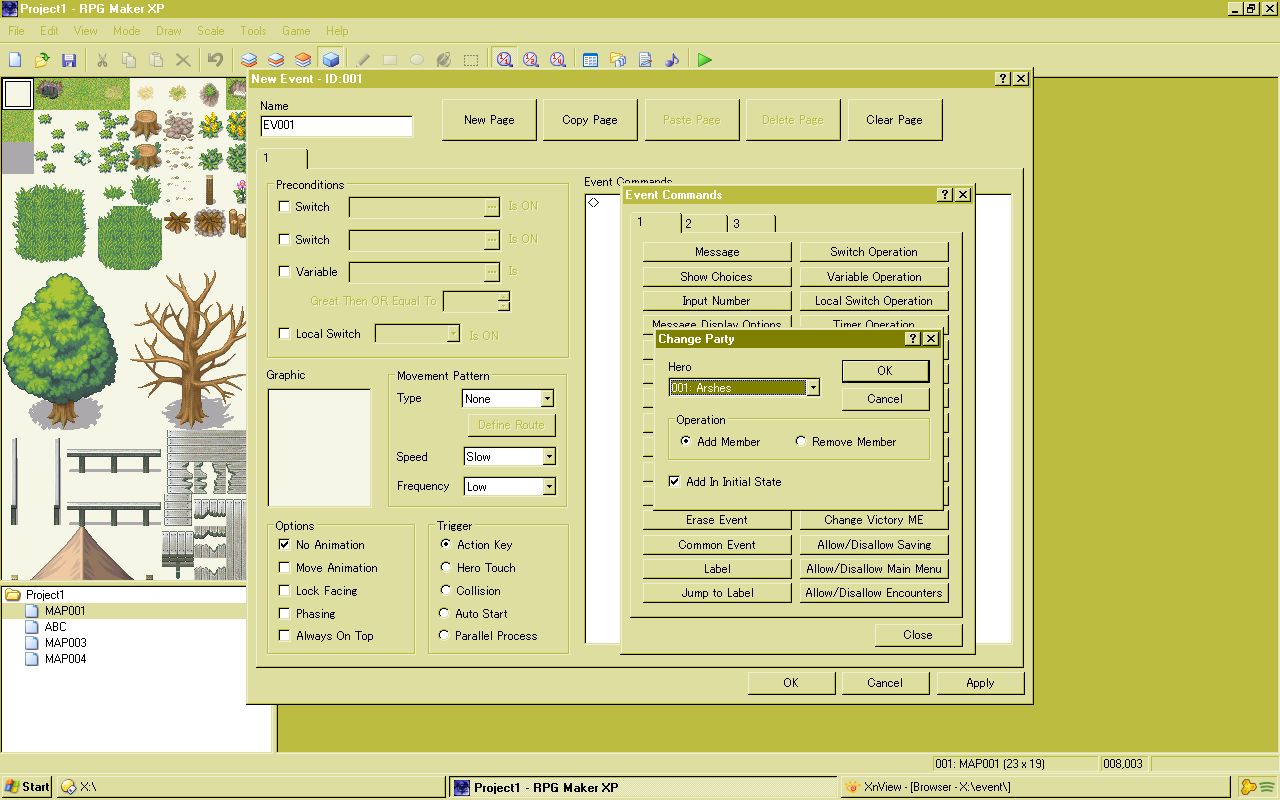 Project1 - RPG Maker XP
File Edit View Mode Draw Scale Tools Game Help
New Event - ID:001
Name
EV001
New Page
Copy Page
Paste Page
Delete Page
Clear Page
1
Preconditions
Switch ... Is ON
Switch ... Is ON
Variable ... Is
Great Then OR Equal To
Local Switch Is ON
Graphic
Movement Pattern
Type None
Define Route
Speed Slow
Frequency Low
Options
No Animation
Move Animation
Lock Facing
Phasing
Always On Top
Trigger
Action Key
Hero Touch
Collision
Auto Start
Parallel Process
Event Commands
Event Commands
1 2 3
Message Switch Operation
Show Choices Variable Operation
Input Number Local Switch Operation
Message Display Options Timer Operation
Change Party
Hero
001: Arshes
OK
Cancel
Operation
Add Member Remove Member
Add In Initial State
Erase Event Change Victory ME
Common Event Allow/Disallow Saving
Label Allow/Disallow Main Menu
Jump to Label Allow/Disallow Encounters
Close
OK Cancel Apply
Project1
MAP001
ABC
MAP003
MAP004
001: MAP001 (23 x 19) 008,003
Start X:\ Project1 - RPG Maker XP XnView - [Browser - X:\event\]